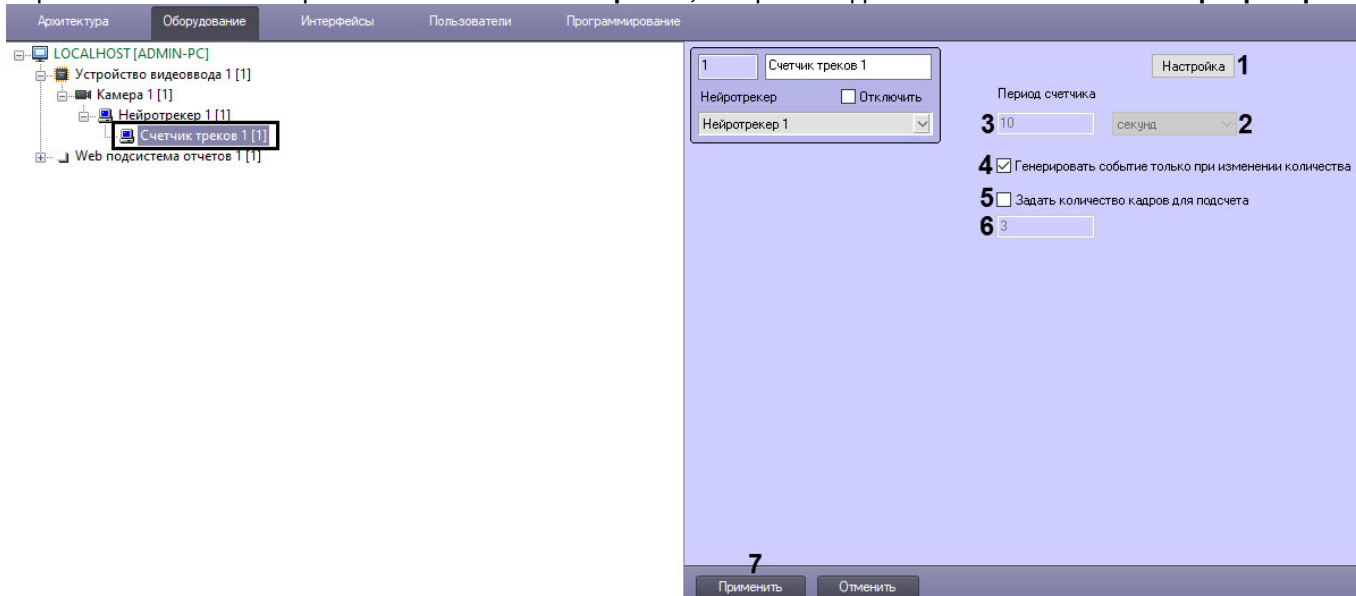 Архитектура Оборудование Интерфейсы Пользователи Программирование
LOCALHOST [ADMIN-PC]
Устройство видеоввода 1 [1]
Камера 1 [1]
Нейротрекер 1 [1]
Счетчик треков 1 [1]
Web подсистема отчетов 1 [1]
1 Счетчик треков 1
Нейротрекер Отключить
Нейротрекер 1
Настройка 1
Период счетчика
3 10 секунд 2
4 Генерировать событие только при изменении количества
5 Задать количество кадров для подсчета
6 3
7
Применить Отменить